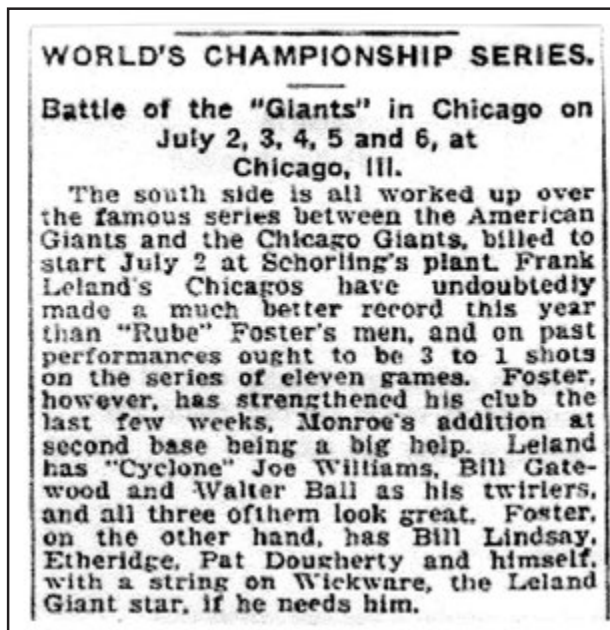 WORLD'S CHAMPIONSHIP SERIES.
Battle of the "Giants" in Chicago on
July 2, 3, 4, 5 and 6, at
Chicago, Ill.
The south side is all worked up over
the famous series between the American
Giants and the Chicago Giants, billed to
start July 2 at Schorling's plant. Frank
Leland's Chicagos have undoubtedly
made a much better record this year
than "Rube" Foster's men, and on past
performances ought to be 3 to 1 shots
on the series of eleven games. Foster,
however, has strengthened his club the
last few weeks, Monroe's addition at
second base being a big help. Leland
has "Cyclone" Joe Williams, Bill Gate-
wood and Walter Ball as his twirlers,
and all three ofthem look great. Foster,
on the other hand, has Bill Lindsay,
Etheridge, Pat Dougherty and himself,
with a string on Wickware, the Leland
Giant star, if he needs him.